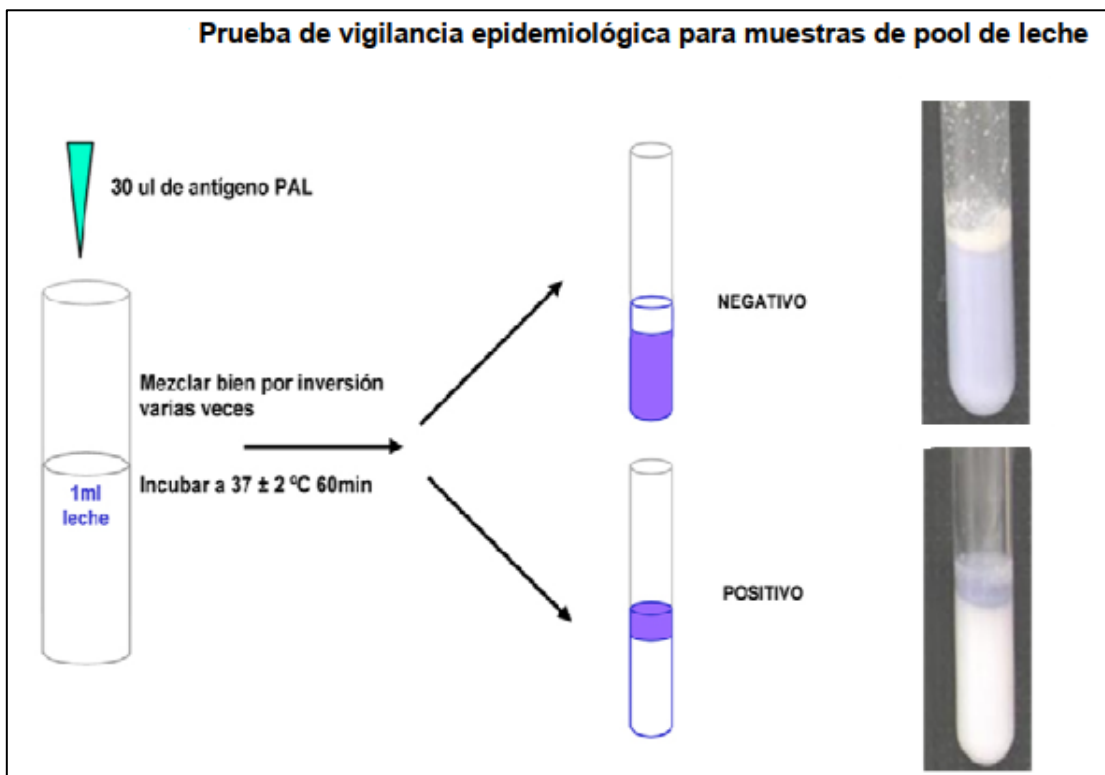 Prueba de vigilancia epidemiológica para muestras de pool de leche
30 ul de antígeno PAL
Mezclar bien por inversión
varias veces
Incubar a 37 ± 2 ºC 60min
1ml
leche
NEGATIVO
POSITIVO